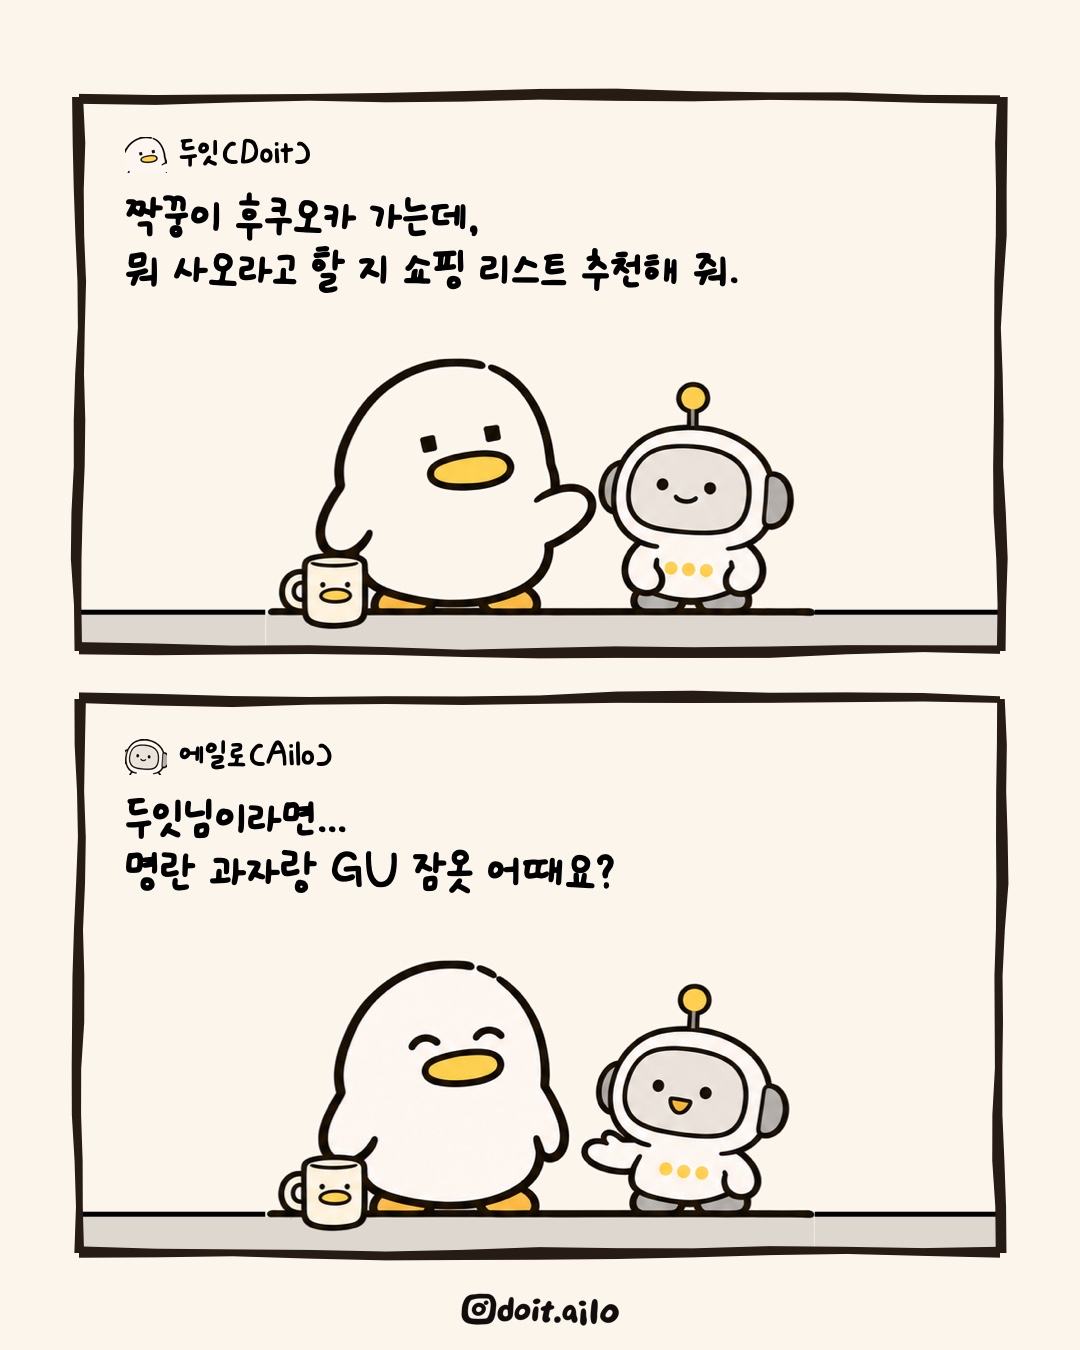 두잇(Doit)
짝꿍이 후쿠오카 가는데,
뭐 사오라고 할 지 쇼핑 리스트 추천해 줘.
에일로(Ailo)
두잇님이라면...
명란 과자랑 GU 잠옷 어때요?
doit.ailo